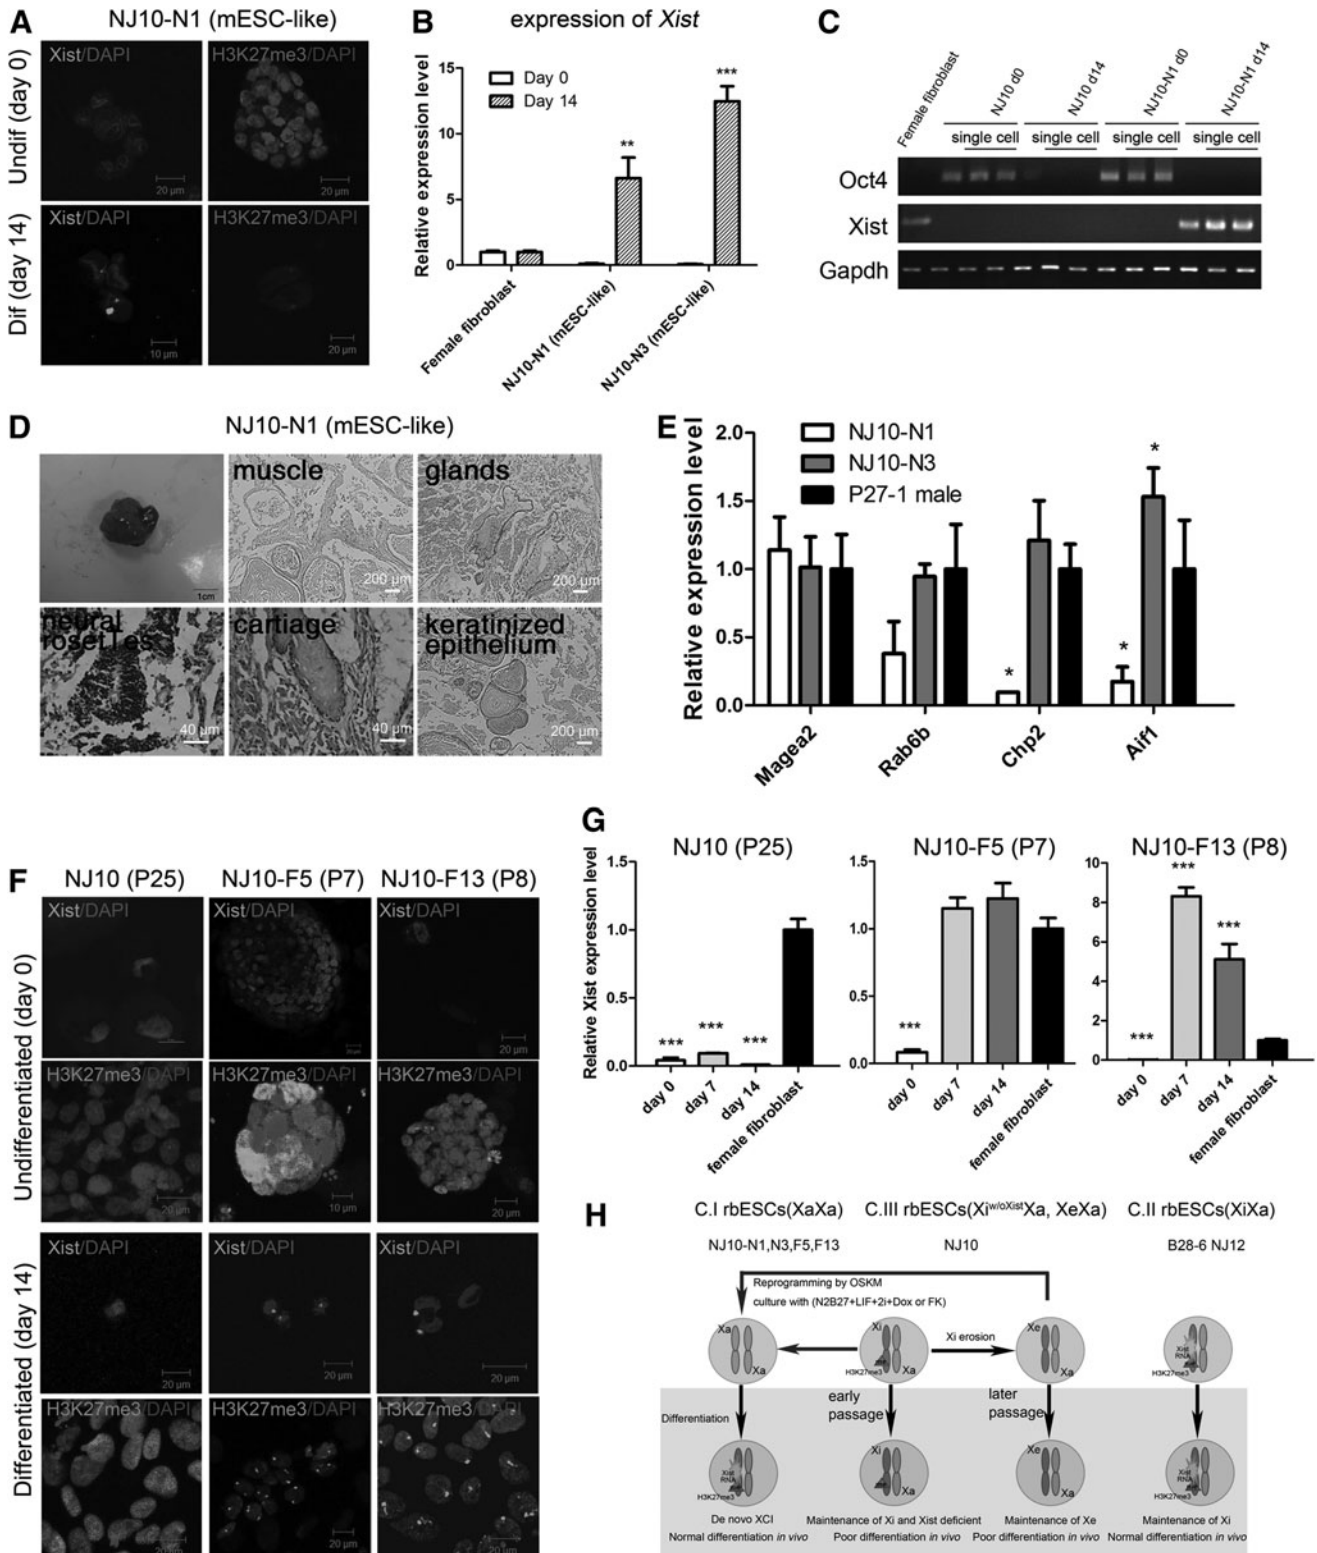 A
NJ10-N1 (mESC-like)
Undif (day 0)
Dif (day 14)
Xist/DAPI
20 µm
H3K27me3/DAPI
20 µm
Xist/DAPI
10 µm
H3K27me3/DAPI
20 µm
B
expression of Xist
Relative expression level
15
10
5
0
Day 0
Day 14
**
***
Female fibroblast
NJ10-N1 (mESC-like)
NJ10-N3 (mESC-like)
C
Female fibroblast
NJ10 d0
NJ10 d14
NJ10-N1 d0
NJ10-N1 d14
single cell single cell single cell single cell
Oct4
Xist
Gapdh
D
NJ10-N1 (mESC-like)
1cm
muscle
200 µm
glands
200 µm
neural
roseTTes
40 µm
cartiage
40 µm
keratinized
epithelium
200 µm
E
Relative expression level
2.0
1.5
1.0
0.5
0.0
NJ10-N1
NJ10-N3
P27-1 male
*
*
*
Magea2
Rab6b
Chp2
Aif1
F
NJ10 (P25) NJ10-F5 (P7) NJ10-F13 (P8)
Undifferentiated (day 0)
Differentiated (day 14)
Xist/DAPI
Xist/DAPI
20 µm
Xist/DAPI
20 µm
H3K27me3/DAPI
20 µm
H3K27me3/DAPI
10 µm
H3K27me3/DAPI
20 µm
Xist/DAPI
20 µm
Xist/DAPI
20 µm
Xist/DAPI
20 µm
H3K27me3/DAPI
20 µm
H3K27me3/DAPI
20 µm
H3K27me3/DAPI
20 µm
G
Relative Xist expression level
NJ10 (P25)
1.5
1.0
0.5
0.0
***
***
***
day 0
day 7
day 14
female fibroblast
NJ10-F5 (P7)
1.5
1.0
0.5
0.0
***
day 0
day 7
day 14
female fibroblast
NJ10-F13 (P8)
10
8
6
4
2
0
***
***
***
day 0
day 7
day 14
female fibroblast
H
C.I rbESCs(XaXa) C.III rbESCs(Xiw/oXistXa, XeXa) C.II rbESCs(XiXa)
NJ10-N1,N3,F5,F13 NJ10 B28-6 NJ12
Reprogramming by OSKM
culture with (N2B27+LIF+2i+Dox or FK)
Xa
Xa
Xi
H3K27me3
Xa
Xi erosion
Xe
Xa
Xist
RNA
H3K27me3
Differentiation
early
passage
later
passage
Xist
RNA
H3K27me3
Xi
Xa
Xe
Xa
Xist
RNA
H3K27me3
De novo XCI Maintenance of Xi and Xist deficient Maintenance of Xe Maintenance of Xi
Normal differentiation in vivo Poor differentiation in vivo Poor differentiation in vivo Normal differentiation in vivo